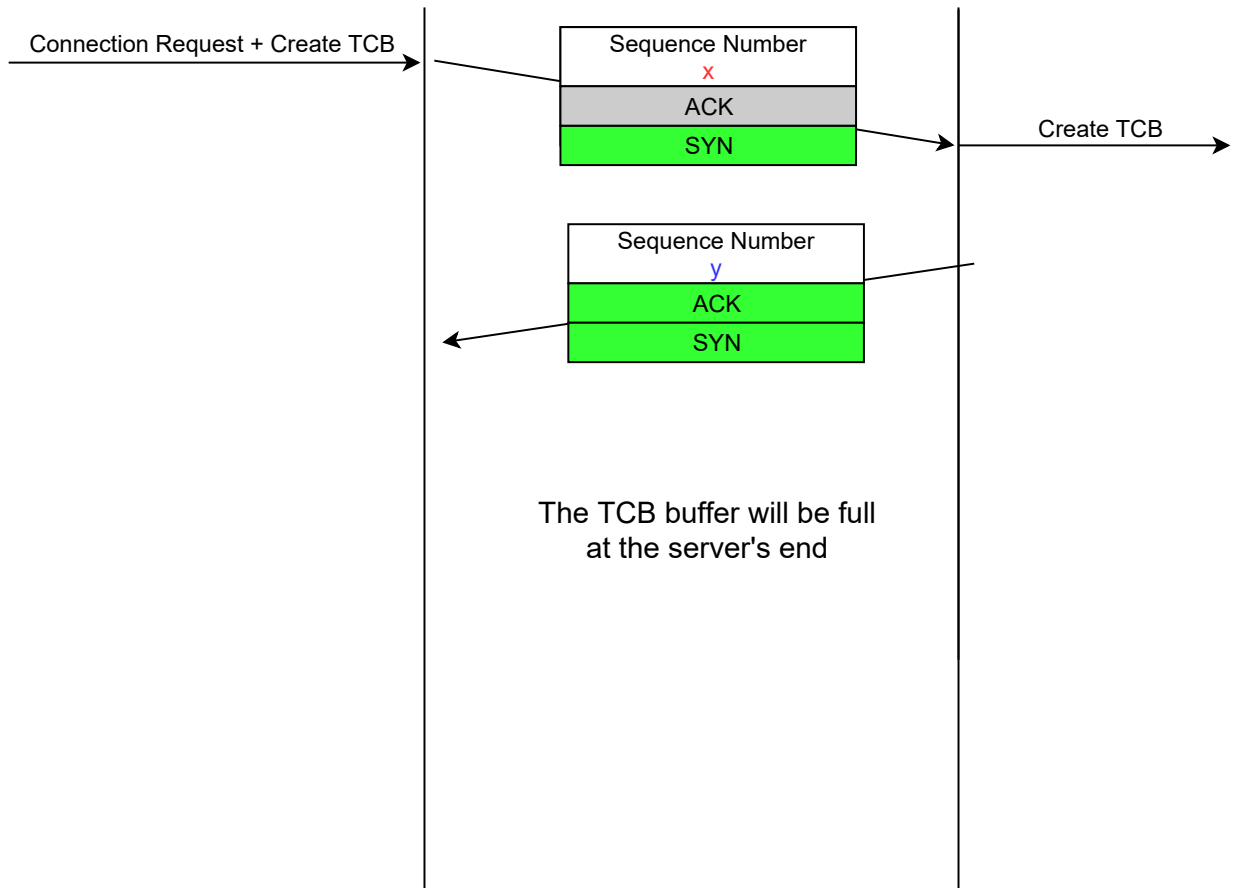 Connection Request + Create TCB
Sequence Number
x
ACK
SYN
Create TCB
Sequence Number
y
ACK
SYN
The TCB buffer will be full
at the server's end